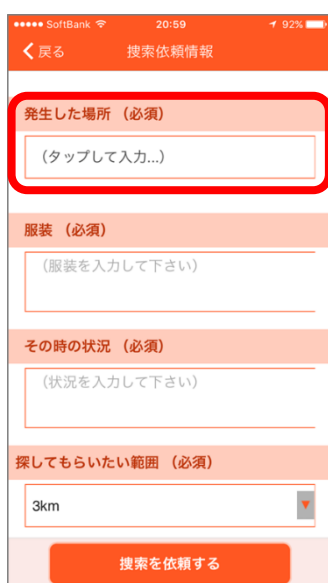 ●●●●● SoftBank 20:59 92%
戻る 捜索依頼情報
発生した場所 （必須）
（タップして入力...）
服装 （必須）
（服装を入力して下さい）
その時の状況 （必須）
（状況を入力して下さい）
探してもらいたい範囲 （必須）
3km
捜索を依頼する